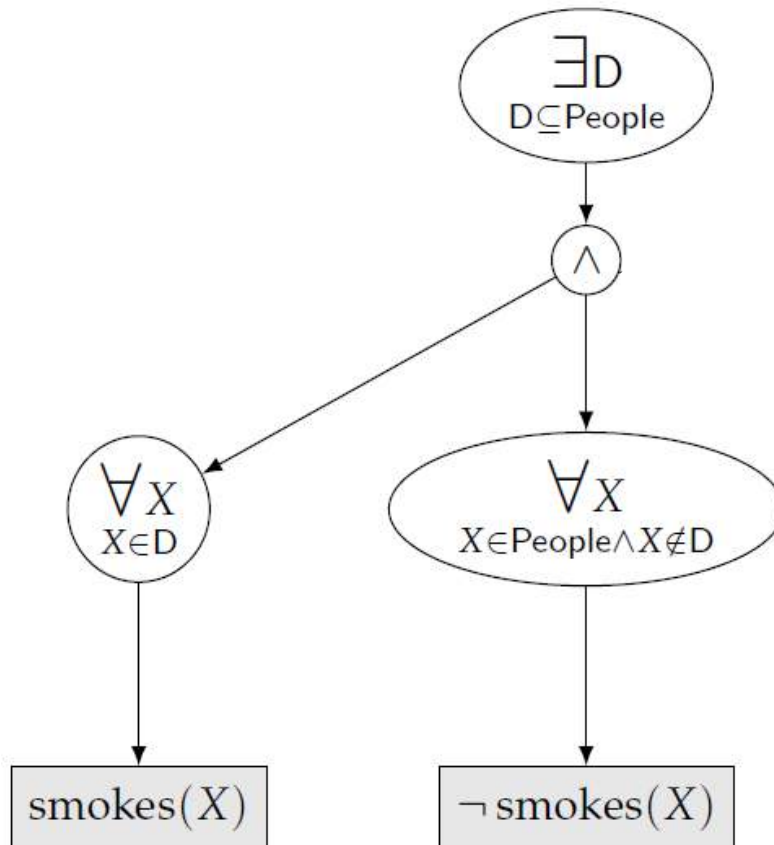 ∃D
D⊆People
∧
∀X
X∈D
∀X
X∈People∧X∉D
smokes(X)
¬ smokes(X)